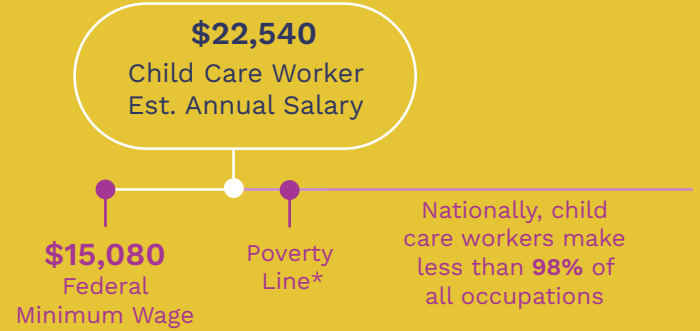 $22,540
Child Care Worker
Est. Annual Salary
$15,080
Federal
Minimum Wage
Poverty
Line*
Nationally, child
care workers make
less than 98% of
all occupations